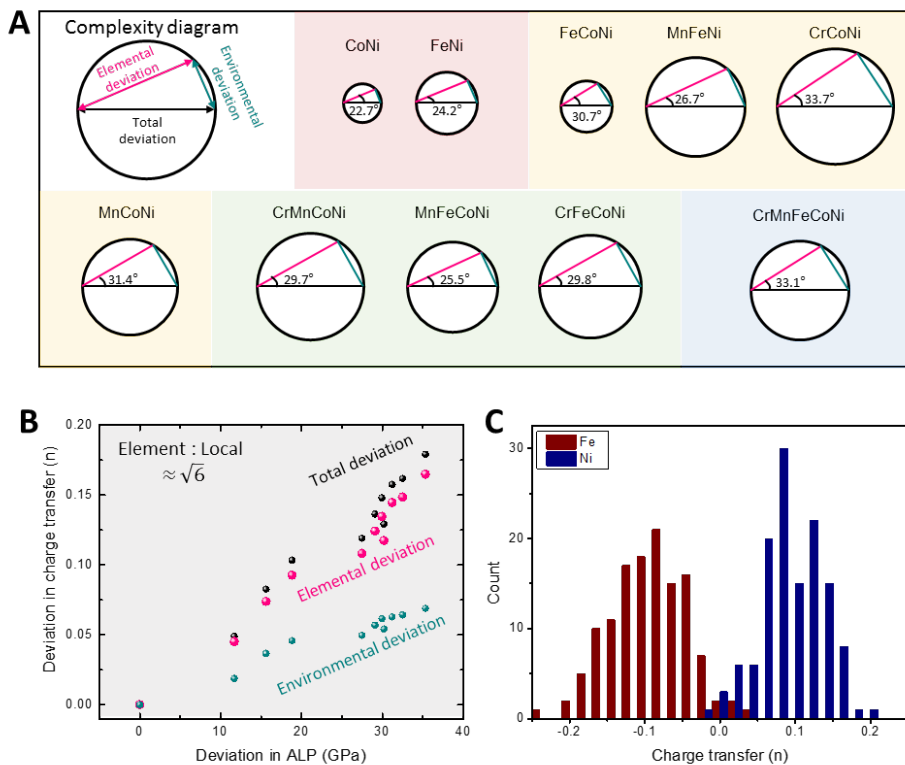 A
Complexity diagram
Elemental
deviation
Environmental
deviation
Total
deviation
CoNi
22.7°
FeNi
24.2°
FeCoNi
30.7°
MnFeNi
26.7°
CrCoNi
33.7°
MnCoNi
31.4°
CrMnCoNi
29.7°
MnFeCoNi
25.5°
CrFeCoNi
29.8°
CrMnFeCoNi
33.1°
B
Element : Local
≈ √6
Total deviation
Elemental deviation
Environmental deviation
Deviation in charge transfer (n)
0.20
0.15
0.10
0.05
0.00
0 10 20 30 40
Deviation in ALP (GPa)
C
Fe
Ni
Count
30
20
10
0
-0.2 -0.1 0.0 0.1 0.2
Charge transfer (n)